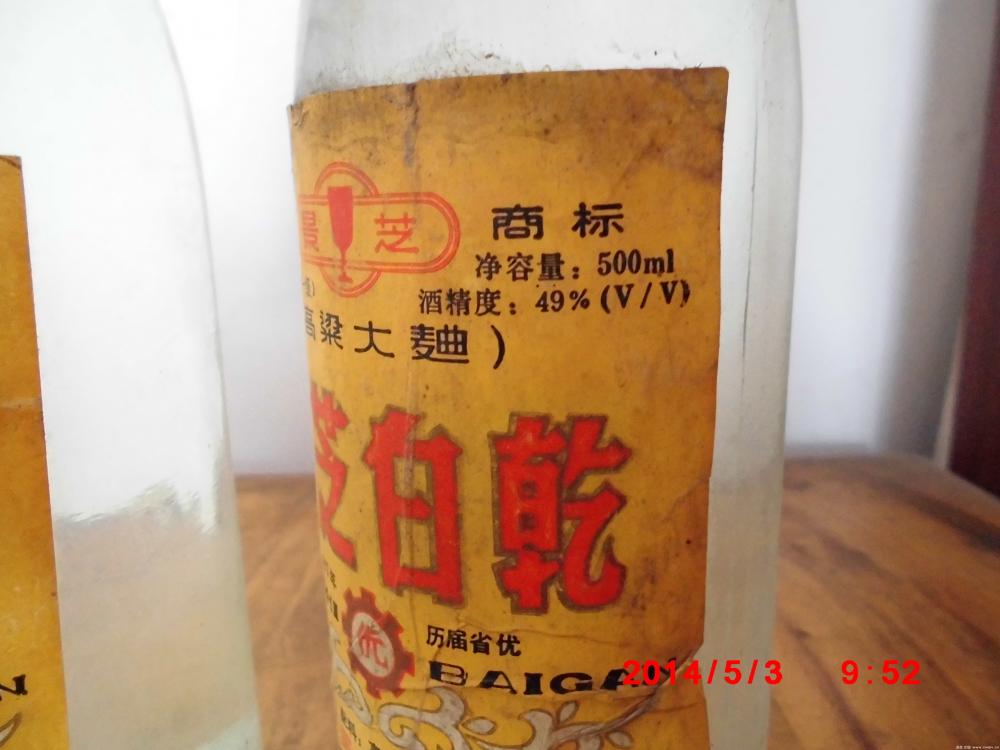 景芝
商标
净容量：500ml
酒精度：49%(V/V)
高粱大麯)
芝白乾
优
历届省优
BAIGAN
2014/5/3 9:52
N